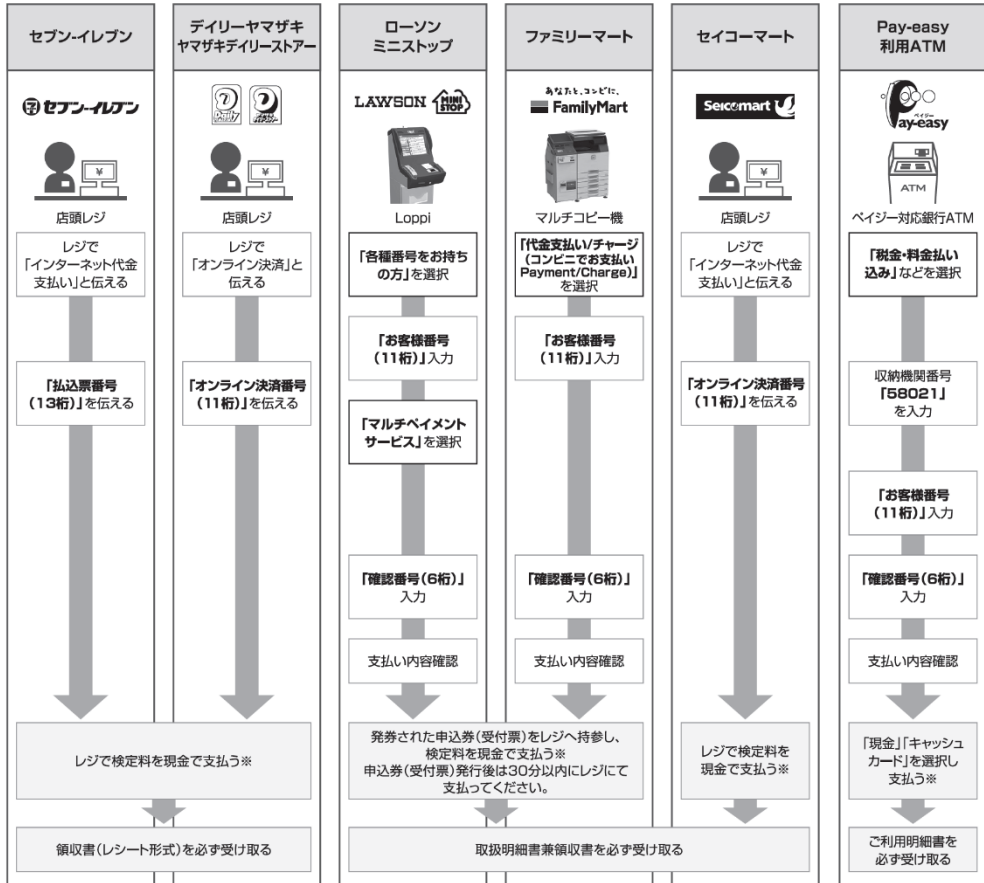 セブン-イレブン
デイリーヤマザキ
ヤマザキデイリーストアー
ローソン
ミニストップ
ファミリーマート
セイコーマート
Pay-easy
利用ATM
セブン-イレブン
Daily
LAWSON
MINI
STOP
あなたと、コンビに、
FamilyMart
Seicomart
ペイジー
Pay-easy
¥
¥
¥
ATM
店頭レジ
店頭レジ
Loppi
マルチコピー機
店頭レジ
ペイジー対応銀行ATM
レジで
「インターネット代金
支払い」と伝える
レジで
「オンライン決済」と
伝える
「各種番号をお持ち
の方」を選択
「代金支払い/チャージ
(コンビニでお支払い
Payment/Charge)」
を選択
レジで
「インターネット代金
支払い」と伝える
「税金・料金払い
込み」などを選択
「お客様番号
(11桁)」入力
「お客様番号
(11桁)」入力
「払込票番号
(13桁)」を伝える
「オンライン決済番号
(11桁)」を伝える
「オンライン決済番号
(11桁)」を伝える
収納機関番号
「58021」
を入力
「マルチペイメント
サービス」を選択
「お客様番号
(11桁)」入力
「確認番号(6桁)」
入力
「確認番号(6桁)」
入力
「確認番号(6桁)」
入力
支払い内容確認
支払い内容確認
支払い内容確認
レジで検定料を現金で支払う※
発券された申込券(受付票)をレジへ持参し、
検定料を現金で支払う※
申込券(受付票)発行後は30分以内にレジにて
支払ってください。
レジで検定料を
現金で支払う※
「現金」「キャッシュ
カード」を選択し
支払う※
領収書(レシート形式)を必ず受け取る
取扱明細書兼領収書を必ず受け取る
ご利用明細書を
必ず受け取る